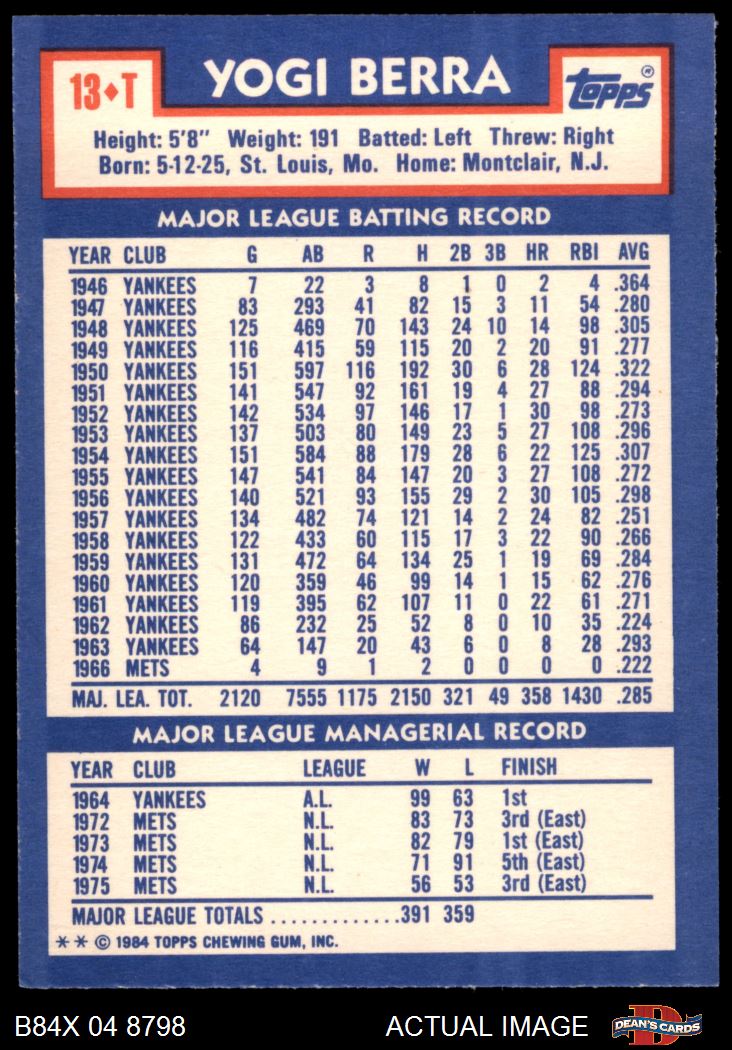 13♦T YOGI BERRA TOPPS ®
Height: 5'8" Weight: 191 Batted: Left Threw: Right
Born: 5-12-25, St. Louis, Mo. Home: Montclair, N.J.
MAJOR LEAGUE BATTING RECORD
YEAR CLUB G AB R H 2B 3B HR RBI AVG
1946 YANKEES 7 22 3 8 1 0 2 4 .364
1947 YANKEES 83 293 41 82 15 3 11 54 .280
1948 YANKEES 125 469 70 143 24 10 14 98 .305
1949 YANKEES 116 415 59 115 20 2 20 91 .277
1950 YANKEES 151 597 116 192 30 6 28 124 .322
1951 YANKEES 141 547 92 161 19 4 27 88 .294
1952 YANKEES 142 534 97 146 17 1 30 98 .273
1953 YANKEES 137 503 80 149 23 5 27 108 .296
1954 YANKEES 151 584 88 179 28 6 22 125 .307
1955 YANKEES 147 541 84 147 20 3 27 108 .272
1956 YANKEES 140 521 93 155 29 2 30 105 .298
1957 YANKEES 134 482 74 121 14 2 24 82 .251
1958 YANKEES 122 433 60 115 17 3 22 90 .266
1959 YANKEES 131 472 64 134 25 1 19 69 .284
1960 YANKEES 120 359 46 99 14 1 15 62 .276
1961 YANKEES 119 395 62 107 11 0 22 61 .271
1962 YANKEES 86 232 25 52 8 0 10 35 .224
1963 YANKEES 64 147 20 43 6 0 8 28 .293
1966 METS 4 9 1 2 0 0 0 0 .222
MAJ. LEA. TOT. 2120 7555 1175 2150 321 49 358 1430 .285
MAJOR LEAGUE MANAGERIAL RECORD
YEAR CLUB LEAGUE W L FINISH
1964 YANKEES A.L. 99 63 1st
1972 METS N.L. 83 73 3rd (East)
1973 METS N.L. 82 79 1st (East)
1974 METS N.L. 71 91 5th (East)
1975 METS N.L. 56 53 3rd (East)
MAJOR LEAGUE TOTALS .............391 359
** © 1984 TOPPS CHEWING GUM, INC.
B84X 04 8798 ACTUAL IMAGE D DEAN'S CARDS